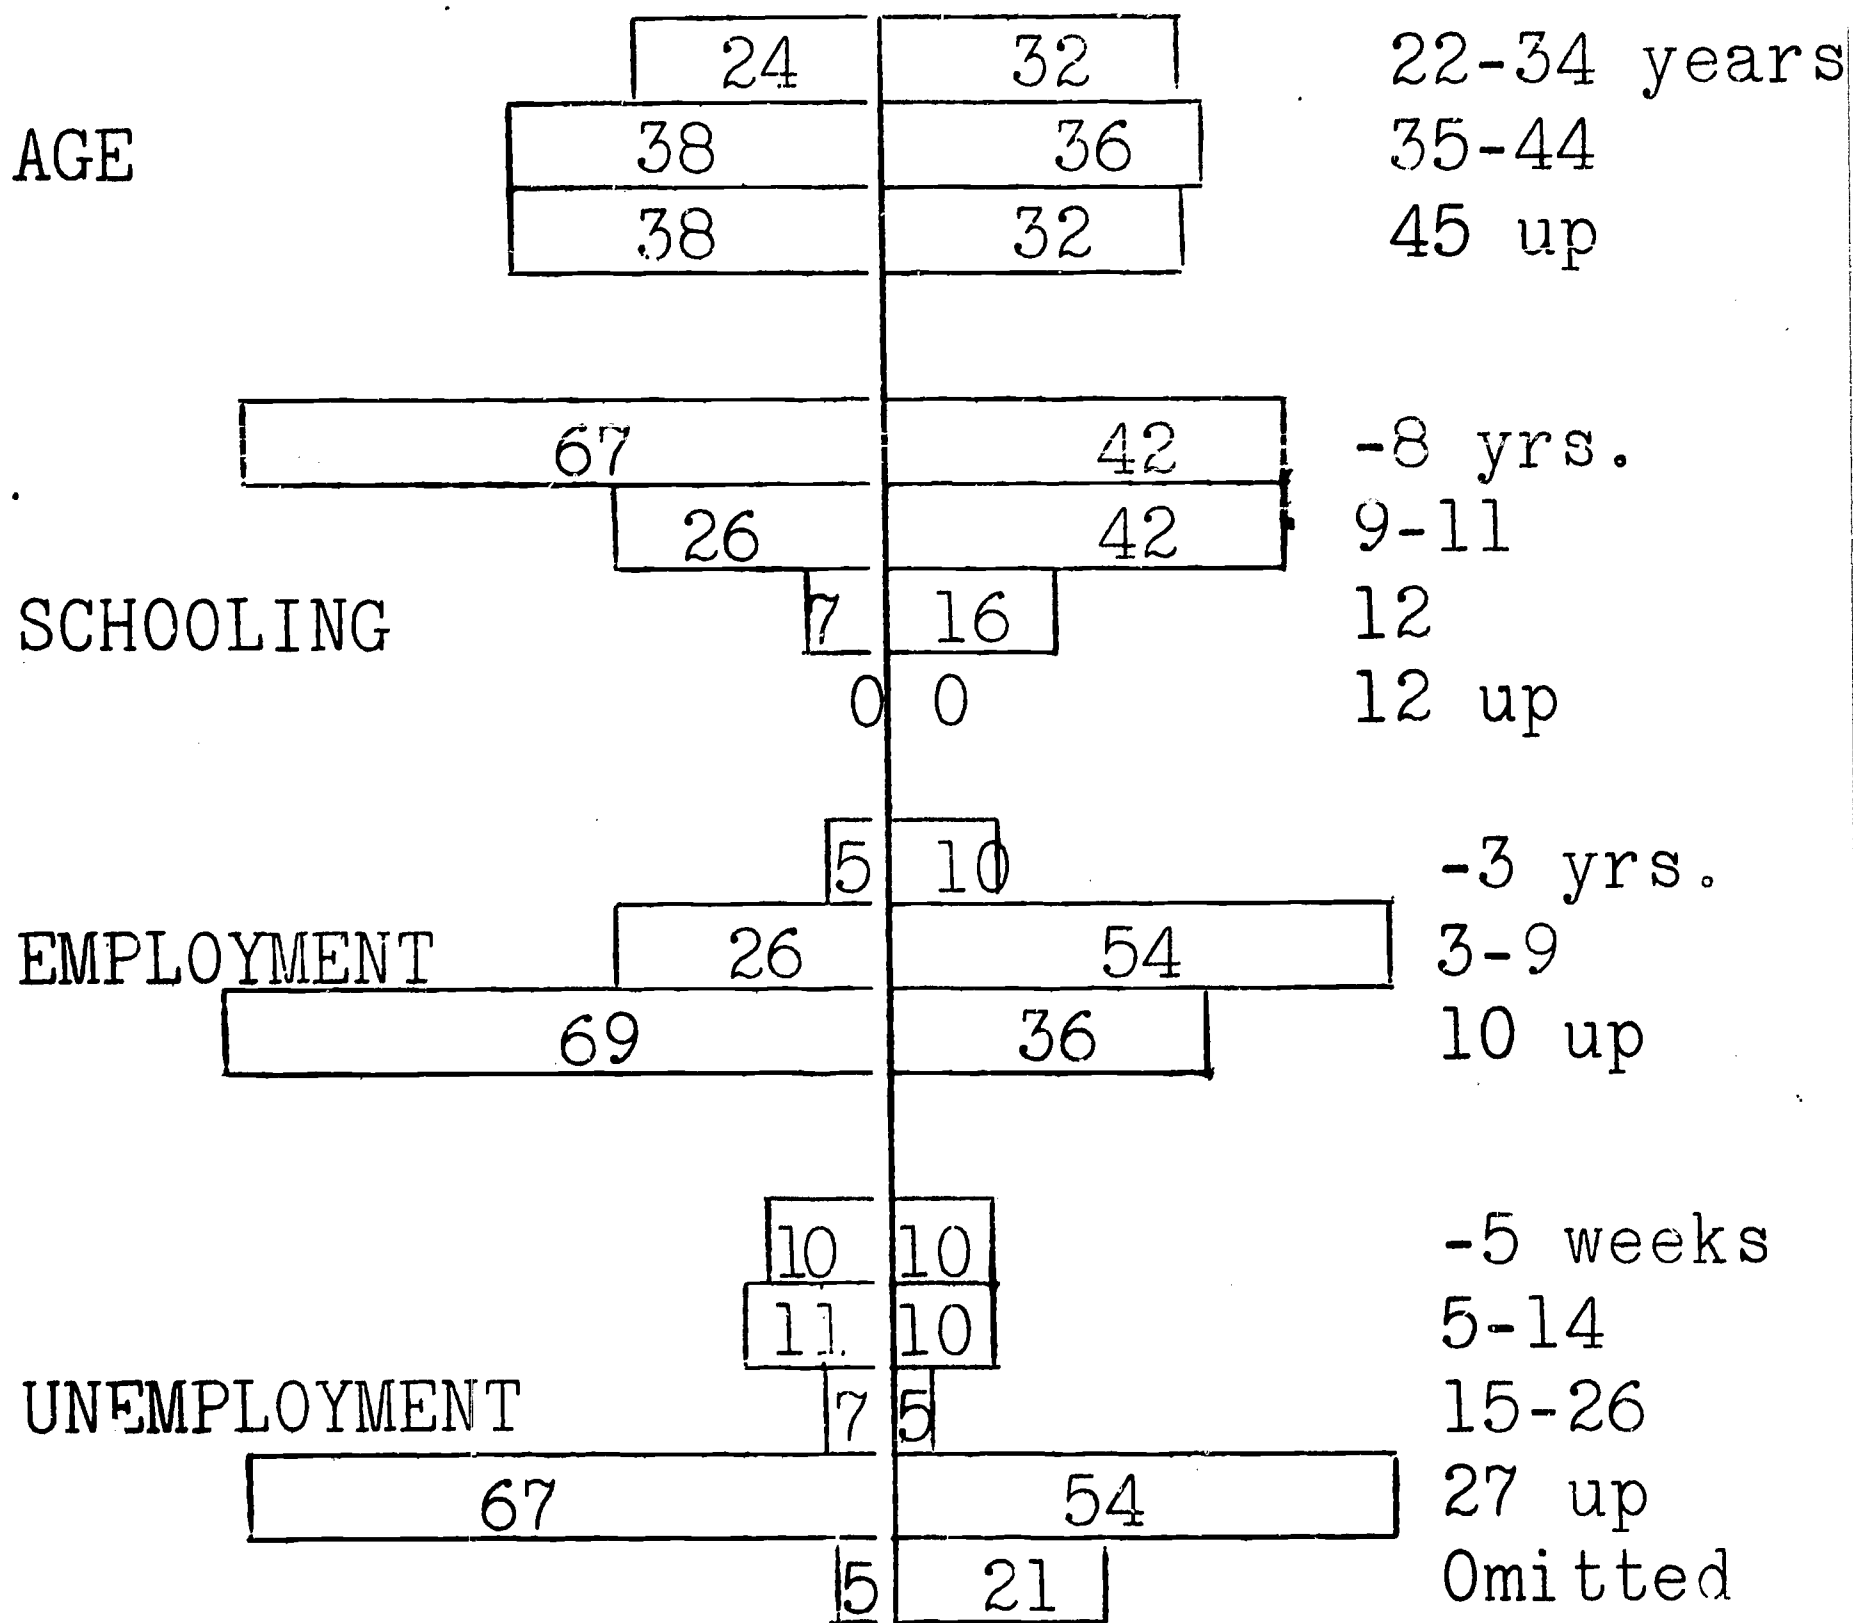 24 32 22-34 years
AGE 38 36 35-44
38 32 45 up
67 42 -8 yrs.
26 42 9-11
7 16 12
SCHOOLING
0 0 12 up
5 10 -3 yrs.
EMPLOYMENT 26 54 3-9
69 36 10 up
10 10 -5 weeks
11 10 5-14
UNEMPLOYMENT 7 5 15-26
67 54 27 up
5 21 Omitted